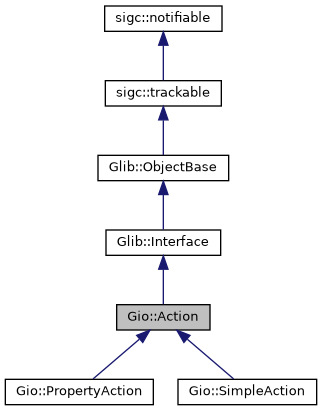 sigc::notifiable
sigc::trackable
Glib::ObjectBase
Glib::Interface
Gio::Action
Gio::PropertyAction
Gio::SimpleAction